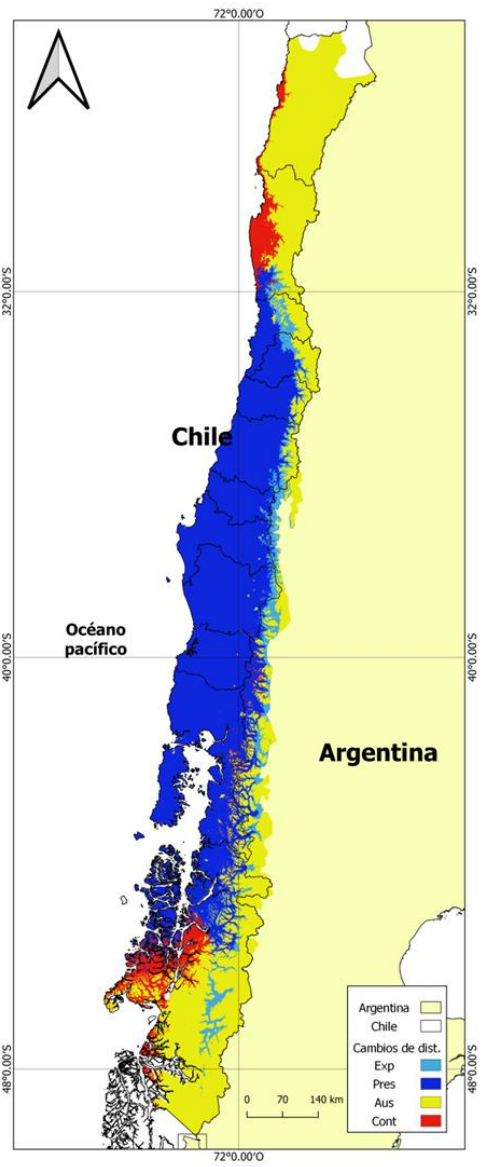 72°0.00'O
32°0.00'S
32°0.00'S
Chile
Océano
pacífico
40°0.00'S
40°0.00'S
Argentina
Argentina
Chile
Cambios de dist.
Exp
Pres
Aus
Cont
0 70 140 km
48°0.00'S
48°0.00'S
72°0.00'O